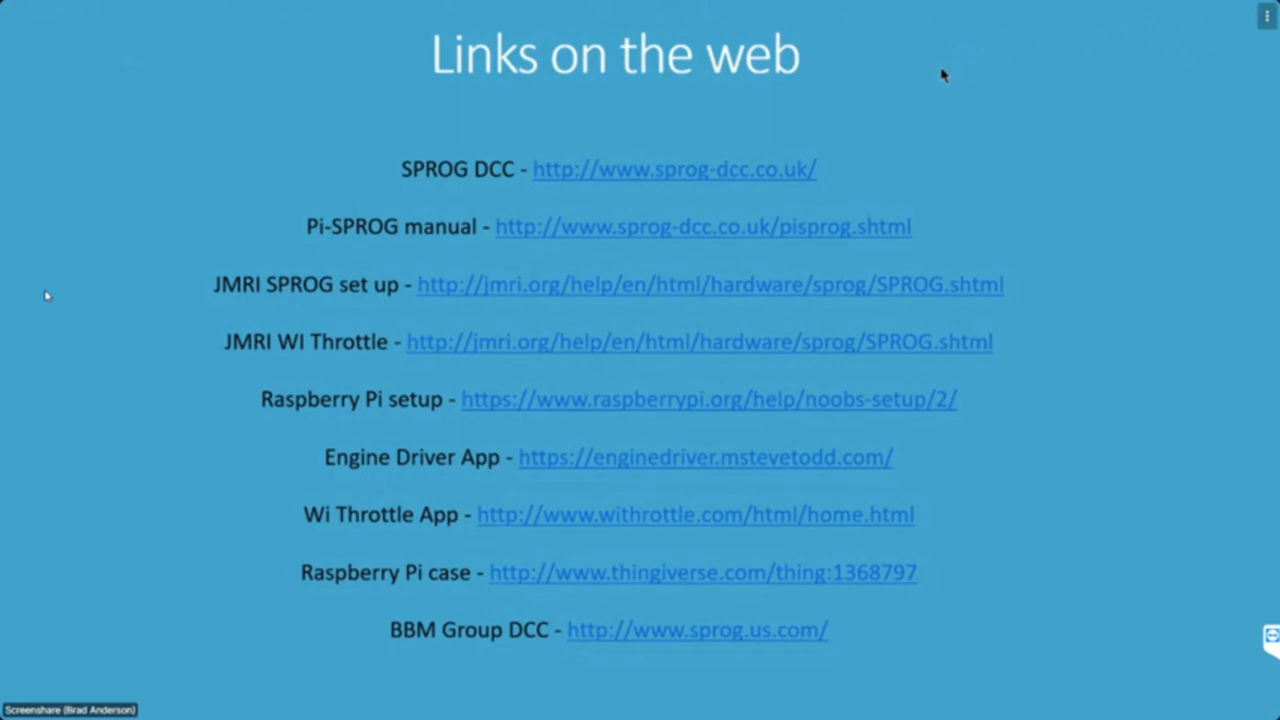 Links on the web
SPROG DCC - http://www.sprog-dcc.co.uk/
Pi-SPROG manual - http://www.sprog-dcc.co.uk/pisprog.shtml
JMRI SPROG set up - http://jmri.org/help/en/html/hardware/sprog/SPROG.shtml
JMRI WI Throttle - http://jmri.org/help/en/html/hardware/sprog/SPROG.shtml
Raspberry Pi setup - https://www.raspberrypi.org/help/noobs-setup/2/
Engine Driver App - https://enginedriver.mstevetodd.com/
Wi Throttle App - http://www.withrottle.com/html/home.html
Raspberry Pi case - http://www.thingiverse.com/thing:1368797
BBM Group DCC - http://www.sprog.us.com/
Screenshare (Brad Anderson)